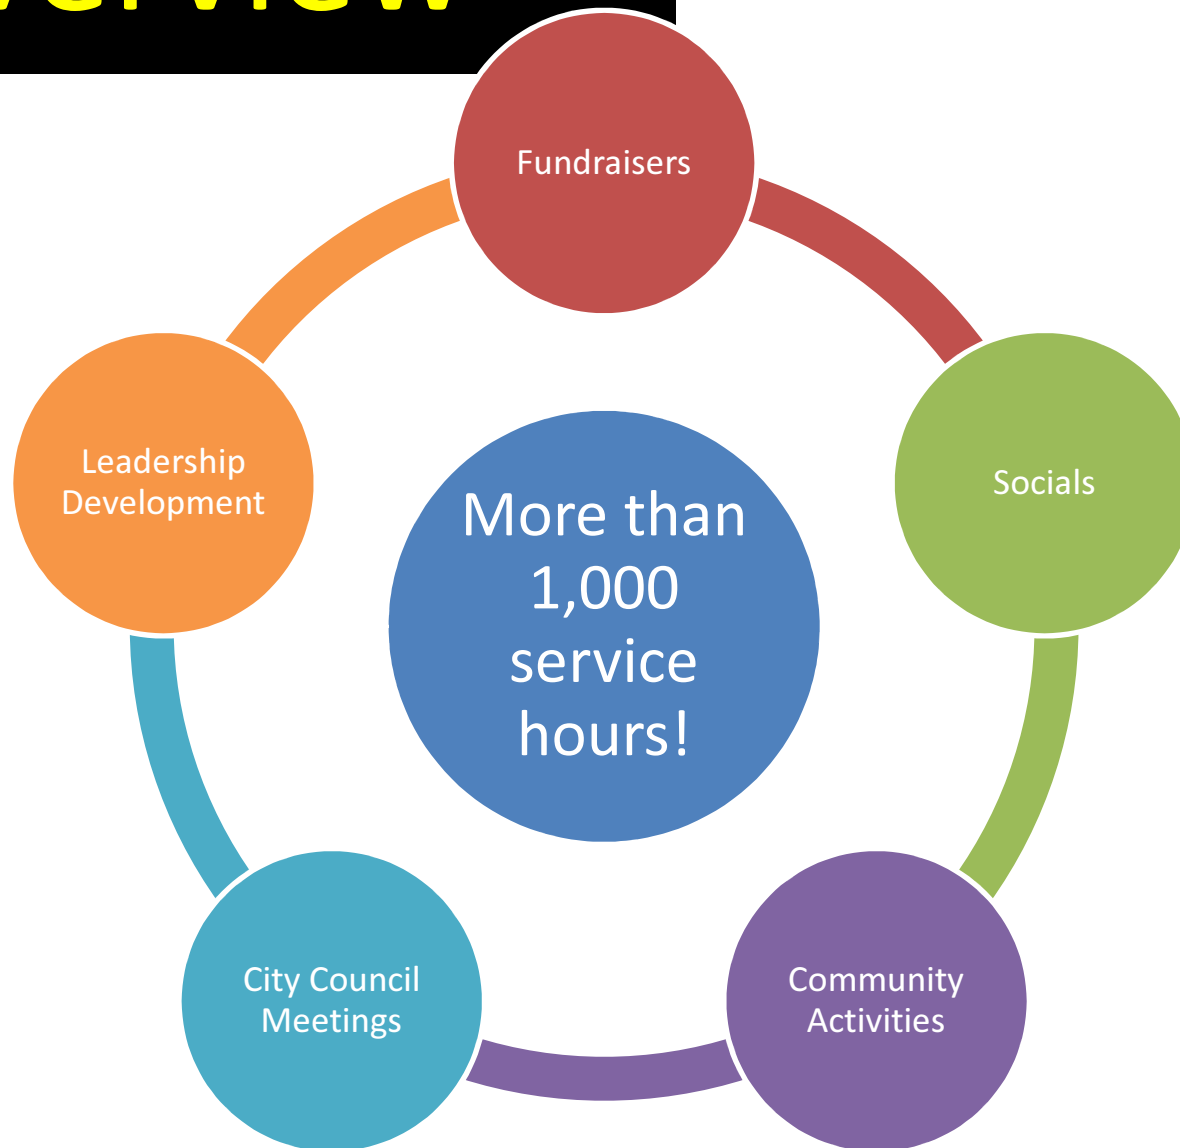 Fundraisers
Leadership
Development
Socials
More than
1,000
service
hours!
City Council
Meetings
Community
Activities